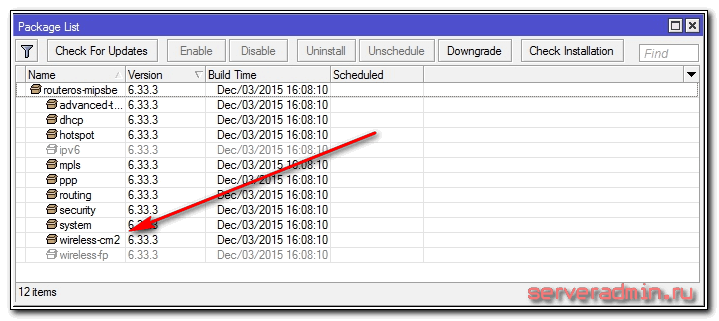 Package List
Check For Updates Enable Disable Uninstall Unschedule Downgrade Check Installation Find
Name Version Build Time Scheduled
routeros-mipsbe 6.33.3 Dec/03/2015 16:08:10
advanced-t... 6.33.3 Dec/03/2015 16:08:10
dhcp 6.33.3 Dec/03/2015 16:08:10
hotspot 6.33.3 Dec/03/2015 16:08:10
ipv6 6.33.3 Dec/03/2015 16:08:10
mpls 6.33.3 Dec/03/2015 16:08:10
ppp 6.33.3 Dec/03/2015 16:08:10
routing 6.33.3 Dec/03/2015 16:08:10
security 6.33.3 Dec/03/2015 16:08:10
system 6.33.3 Dec/03/2015 16:08:10
wireless-cm2 6.33.3 Dec/03/2015 16:08:10
wireless-fp 6.33.3 Dec/03/2015 16:08:10
12 items
serveradmin.ru